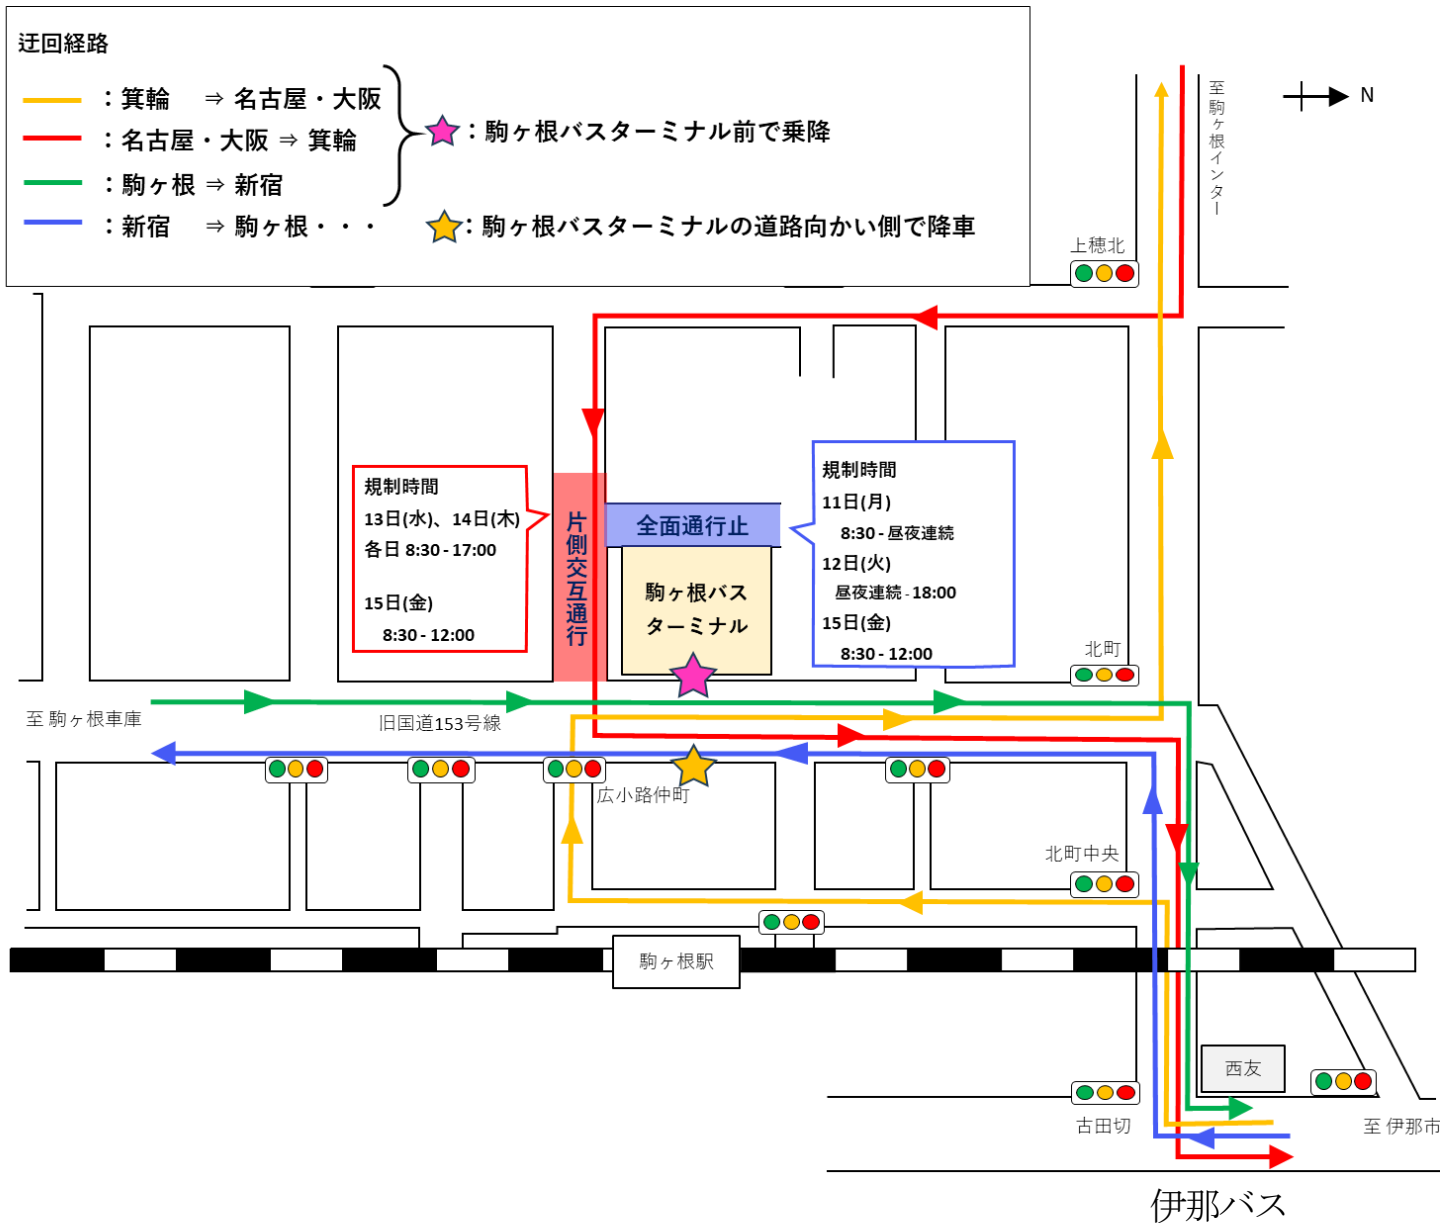 迂回経路
：箕輪　⇒ 名古屋・大阪
：名古屋・大阪 ⇒ 箕輪
：駒ヶ根 ⇒ 新宿
：新宿　⇒ 駒ヶ根・・・
：駒ヶ根バスターミナル前で乗降
：駒ヶ根バスターミナルの道路向かい側で降車
N
至 駒ヶ根インター
上穂北
規制時間
13日(水)、14日(木)
各日 8:30 - 17:00
15日(金)
8:30 - 12:00
片側交互通行
全面通行止
駒ヶ根バス
ターミナル
規制時間
11日(月)
8:30 - 昼夜連続
12日(火)
昼夜連続 - 18:00
15日(金)
8:30 - 12:00
北町
至 駒ヶ根車庫
旧国道153号線
広小路仲町
北町中央
駒ヶ根駅
西友
古田切
至 伊那市
伊那バス